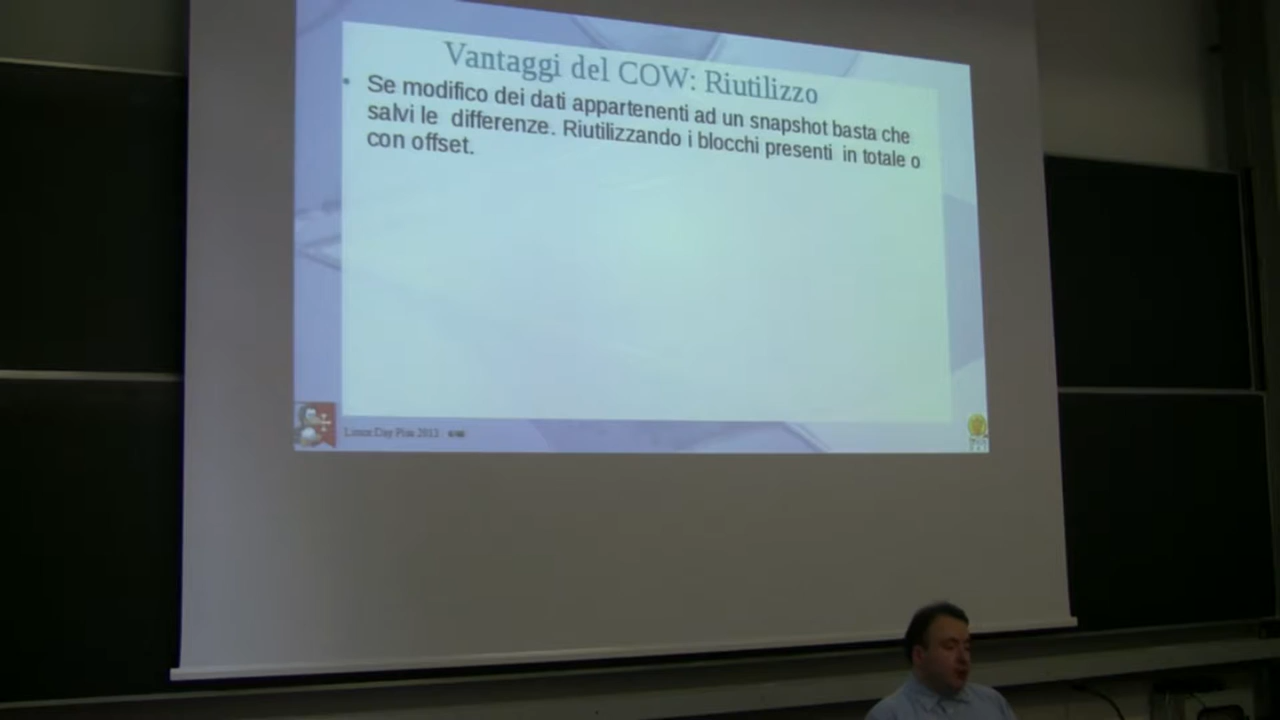 Vantaggi del COW: Riutilizzo
• Se modifico dei dati appartenenti ad un snapshot basta che
salvi le differenze. Riutilizzando i blocchi presenti in totale o
con offset.
Linux Day Pisa 2013